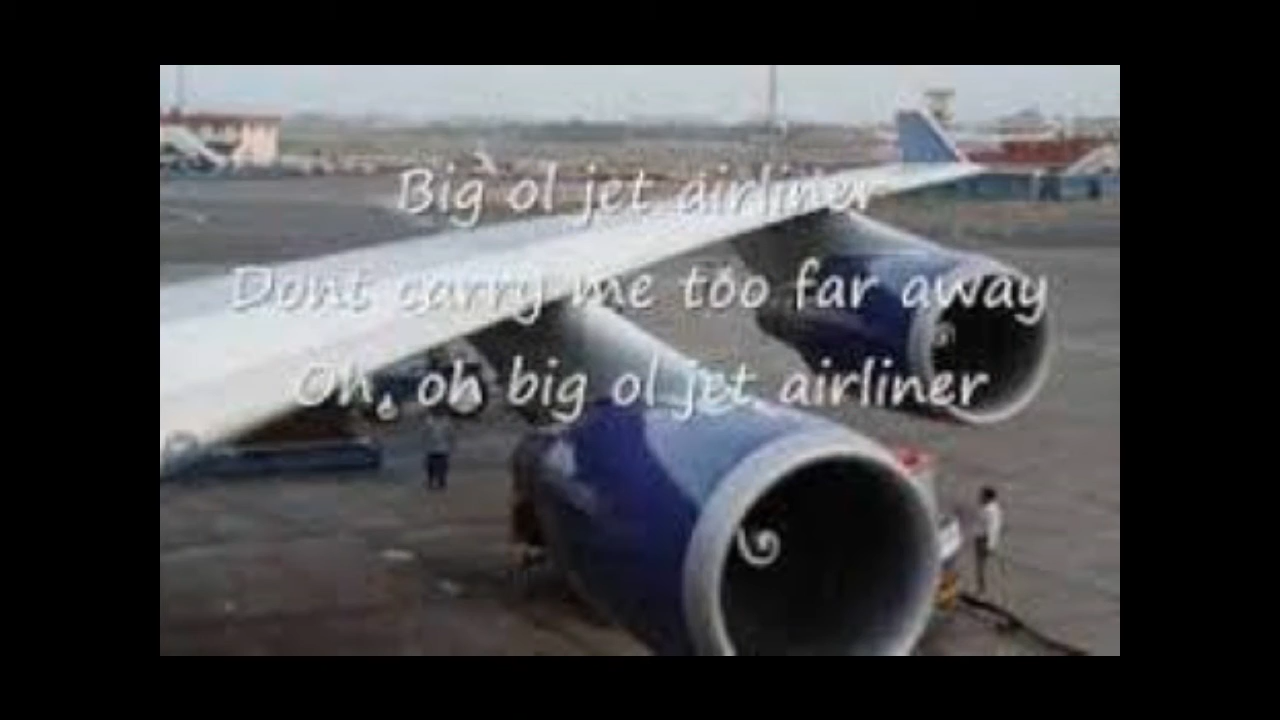 Big ol jet airliner
Dont carry me too far away
Oh, oh big ol jet airliner